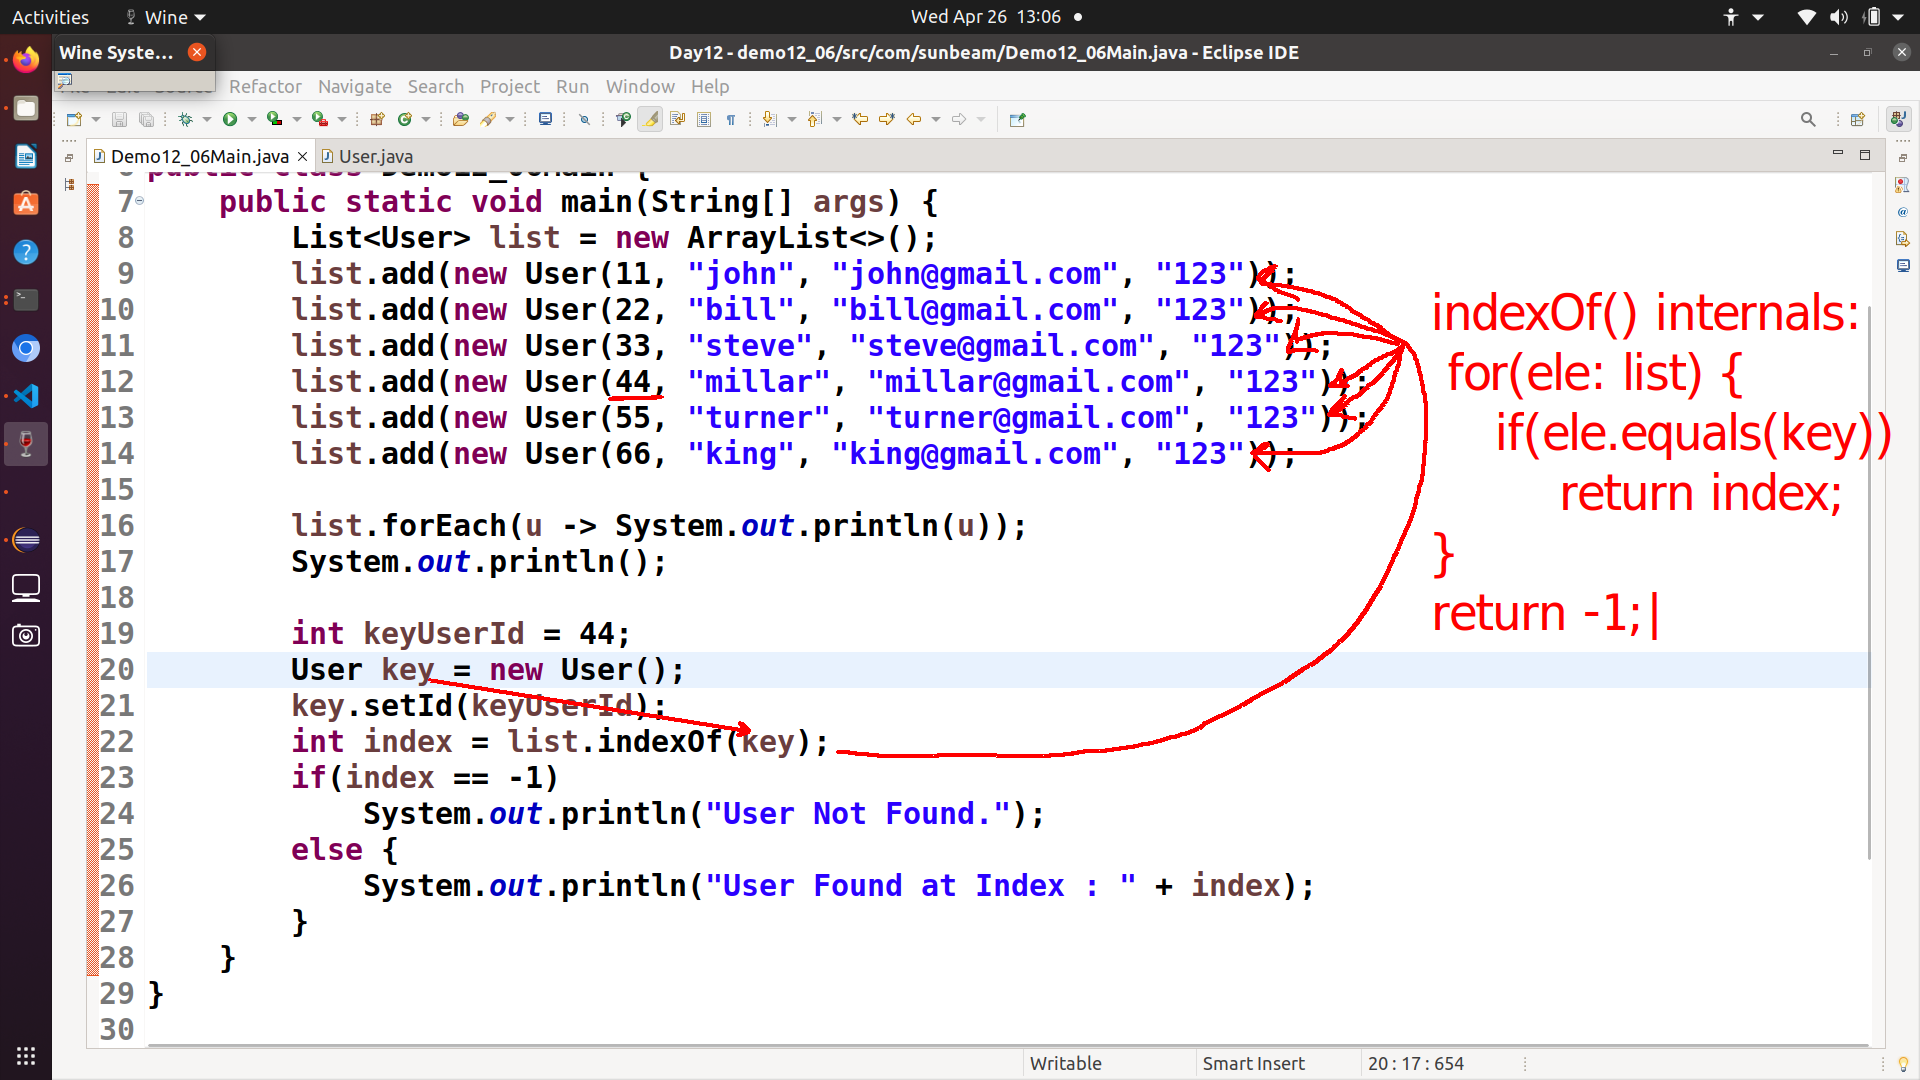 Activities
Wine
Wed Apr 26 13:06
Wine Syste...
Day12 - demo12_06/src/com/sunbeam/Demo12_06Main.java - Eclipse IDE
Refactor Navigate Search Project Run Window Help
Demo12_06Main.java
User.java
7 public static void main(String[] args) {
8 List<User> list = new ArrayList<>();
9 list.add(new User(11, "john", "john@gmail.com", "123"));
10 list.add(new User(22, "bill", "bill@gmail.com", "123"));
11 list.add(new User(33, "steve", "steve@gmail.com", "123"));
12 list.add(new User(44, "millar", "millar@gmail.com", "123"));
13 list.add(new User(55, "turner", "turner@gmail.com", "123"));
14 list.add(new User(66, "king", "king@gmail.com", "123"));
15
16 list.forEach(u -> System.out.println(u));
17 System.out.println();
18
19 int keyUserId = 44;
20 User key = new User();
21 key.setId(keyUserId);
22 int index = list.indexOf(key);
23 if(index == -1)
24 System.out.println("User Not Found.");
25 else {
26 System.out.println("User Found at Index : " + index);
27 }
28 }
29 }
30
indexOf() internals:
for(ele: list) {
if(ele.equals(key))
return index;
}
return -1;
Writable
Smart Insert
20 : 17 : 654